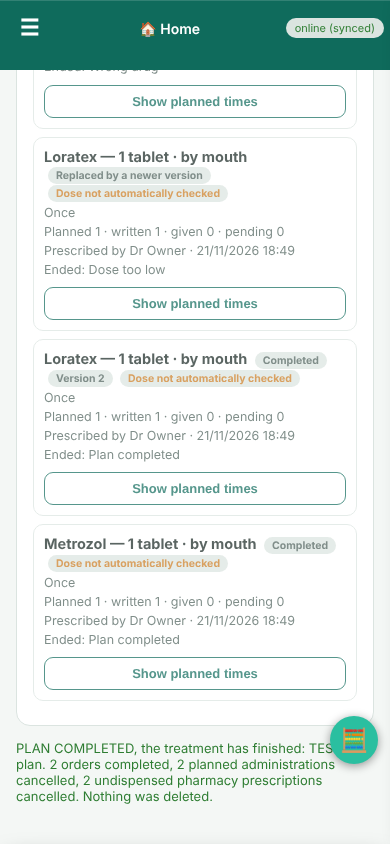 Home
online (synced)
Show planned times
Loratex — 1 tablet · by mouth
Replaced by a newer version
Dose not automatically checked
Once
Planned 1 · written 1 · given 0 · pending 0
Prescribed by Dr Owner · 21/11/2026 18:49
Ended: Dose too low
Show planned times
Loratex — 1 tablet · by mouth Completed
Version 2 Dose not automatically checked
Once
Planned 1 · written 1 · given 0 · pending 0
Prescribed by Dr Owner · 21/11/2026 18:49
Ended: Plan completed
Show planned times
Metrozol — 1 tablet · by mouth Completed
Dose not automatically checked
Once
Planned 1 · written 1 · given 0 · pending 0
Prescribed by Dr Owner · 21/11/2026 18:49
Ended: Plan completed
Show planned times
PLAN COMPLETED, the treatment has finished:
plan. 2 orders completed, 2 planned administrations
cancelled, 2 undispensed pharmacy prescriptions
cancelled. Nothing was deleted.